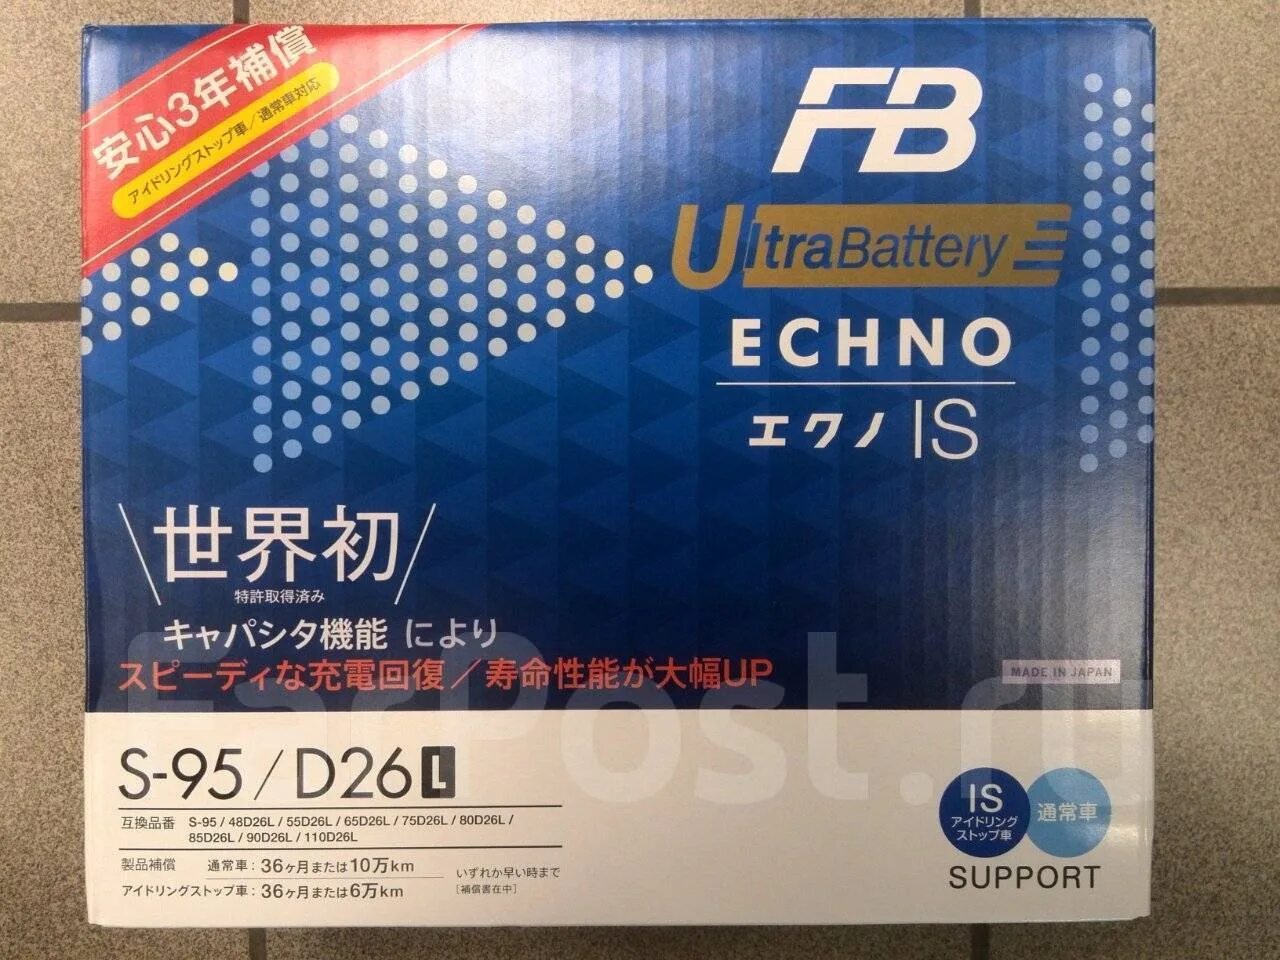 安心3年補償
アイドリングストップ車／通常車対応
FB
UltraBattery
ECHNO
エクノ IS
世界初
特許取得済み
キャパシタ機能 により
スピーディな充電回復／寿命性能が大幅UP
MADE IN JAPAN
FarPost.ru
S-95/D26L
互換品番 S-95 / 48D26L / 55D26L / 65D26L / 75D26L / 80D26L /
85D26L / 90D26L / 110D26L
製品補償 通常車：36ヶ月または10万km
アイドリングストップ車：36ヶ月または6万km
いずれか早い時まで
［補償書在中］
IS
アイドリング
ストップ車
通常車
SUPPORT